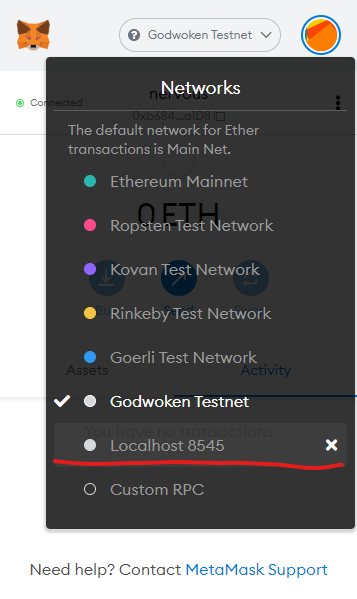 Godwoken Testnet
Networks
Connected
nervous
0xb684...a1D8
The default network for Ether
transactions is Main Net.
Ethereum Mainnet
0 ETH
Ropsten Test Network
Kovan Test Network
Rinkeby Test Network
Goerli Test Network
Assets
Activity
Godwoken Testnet
You have no transactions
Localhost 8545
Custom RPC
Need help? Contact MetaMask Support